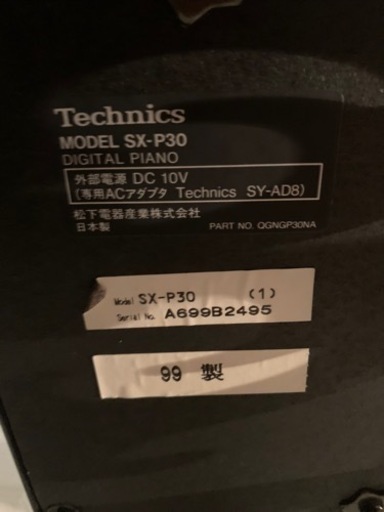 Technics
MODEL SX-P30
DIGITAL PIANO
外部電源 DC 10V
(専用ACアダプタ Technics SY-AD8)
松下電器産業株式会社
日本製
PART NO. QGNGP30NA
Model SX-P30 (1)
Serial No. A699B2495
99 製